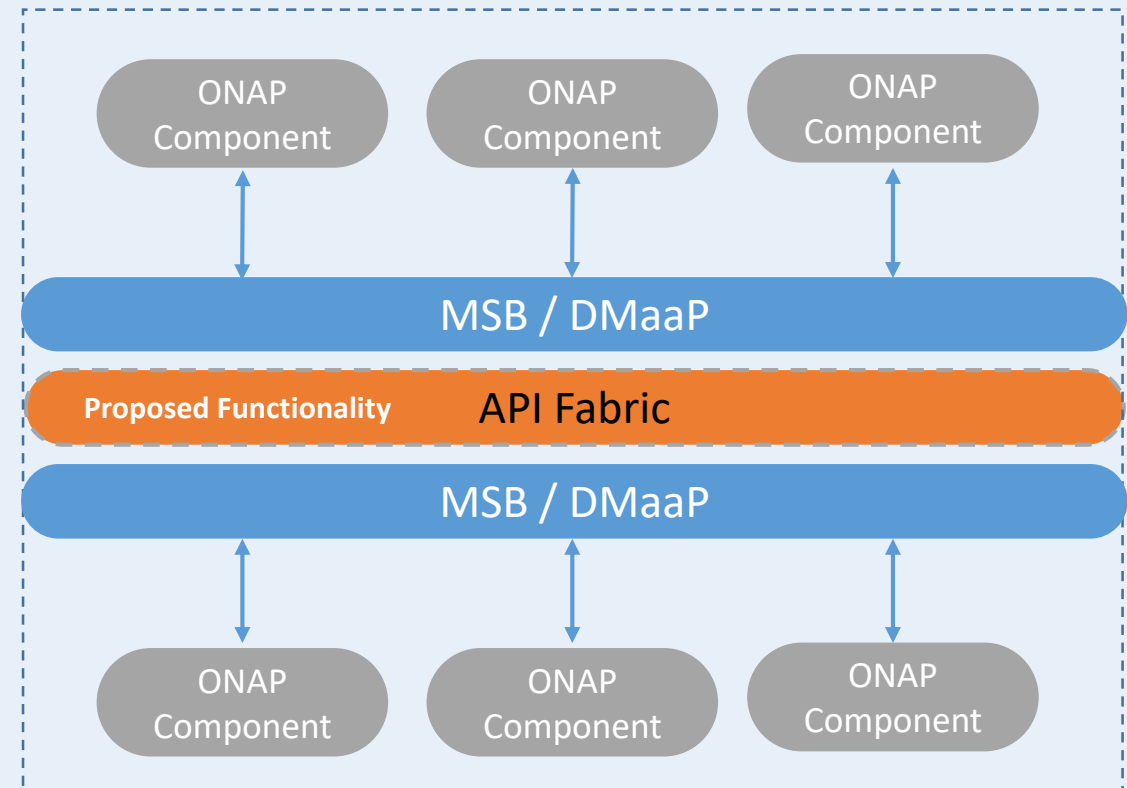 ONAP
Component
ONAP
Component
ONAP
Component
MSB / DMaaP
Proposed Functionality
API Fabric
MSB / DMaaP
ONAP
Component
ONAP
Component
ONAP
Component